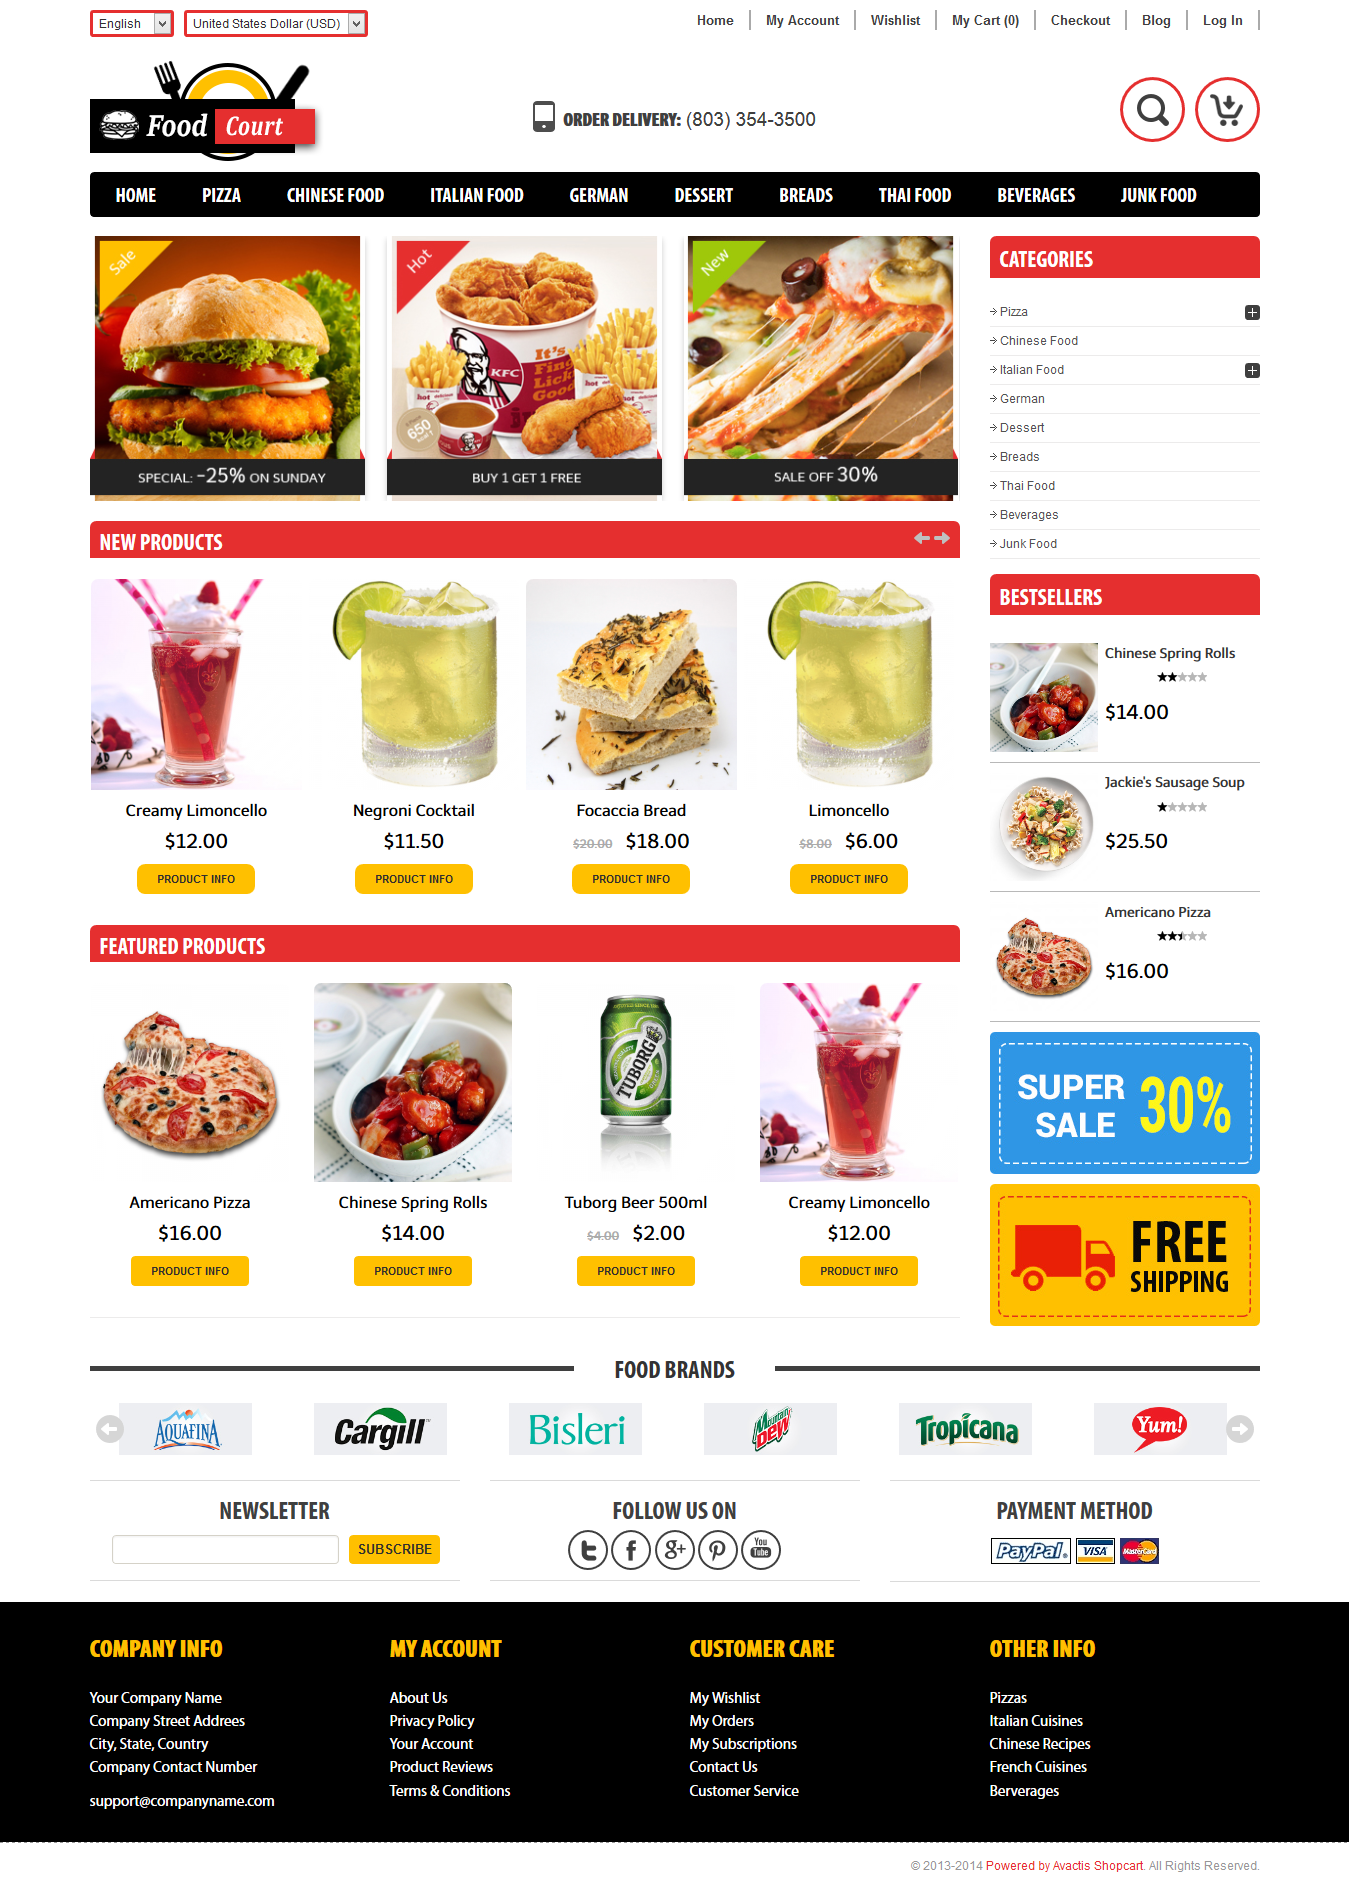 English
United States Dollar (USD)
Home
My Account
Wishlist
My Cart (0)
Checkout
Blog
Log In
Food Court
ORDER DELIVERY: (803) 354-3500
HOME
PIZZA
CHINESE FOOD
ITALIAN FOOD
GERMAN
DESSERT
BREADS
THAI FOOD
BEVERAGES
JUNK FOOD
Sale
SPECIAL: -25% ON SUNDAY
Hot
KFC
It's
Fing
Lick
Good
hot
650
BUY 1 GET 1 FREE
New
SALE OFF 30%
CATEGORIES
Pizza
Chinese Food
Italian Food
German
Dessert
Breads
Thai Food
Beverages
Junk Food
NEW PRODUCTS
Creamy Limoncello
$12.00
PRODUCT INFO
Negroni Cocktail
$11.50
PRODUCT INFO
Focaccia Bread
$20.00 $18.00
PRODUCT INFO
Limoncello
$8.00 $6.00
PRODUCT INFO
BESTSELLERS
Chinese Spring Rolls
$14.00
Jackie's Sausage Soup
$25.50
Americano Pizza
$16.00
FEATURED PRODUCTS
Americano Pizza
$16.00
PRODUCT INFO
Chinese Spring Rolls
$14.00
PRODUCT INFO
TUBORG
Tuborg Beer 500ml
$4.00 $2.00
PRODUCT INFO
Creamy Limoncello
$12.00
PRODUCT INFO
SUPER
SALE
30%
FREE
SHIPPING
FOOD BRANDS
AQUAFINA
Cargill
Bisleri
Mountain
DEW
Tropicana
Yum!
NEWSLETTER
SUBSCRIBE
FOLLOW US ON
g+
You
Tube
PAYMENT METHOD
PayPal
VISA
MasterCard
COMPANY INFO
Your Company Name
Company Street Addrees
City, State, Country
Company Contact Number
support@companyname.com
MY ACCOUNT
About Us
Privacy Policy
Your Account
Product Reviews
Terms & Conditions
CUSTOMER CARE
My Wishlist
My Orders
My Subscriptions
Contact Us
Customer Service
OTHER INFO
Pizzas
Italian Cuisines
Chinese Recipes
French Cuisines
Berverages
© 2013-2014 Powered by Avactis Shopcart. All Rights Reserved.